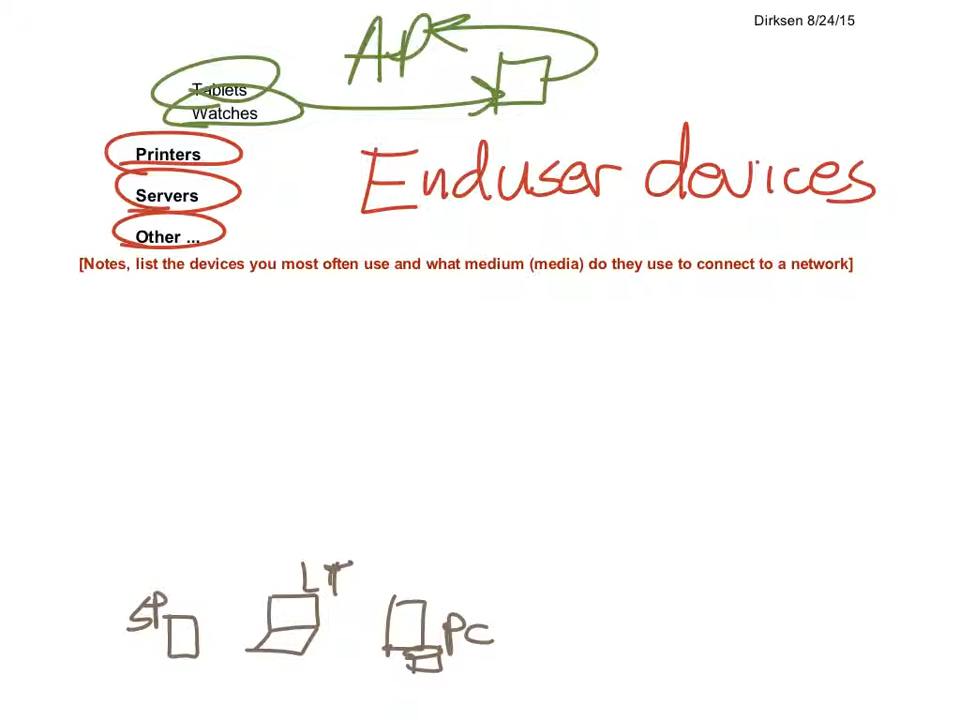 Dirksen 8/24/15
AP
Tablets
Watches
Printers
Servers
Other ...
Enduser devices
[Notes, list the devices you most often use and what medium (media) do they use to connect to a network]
LT
SP
PC